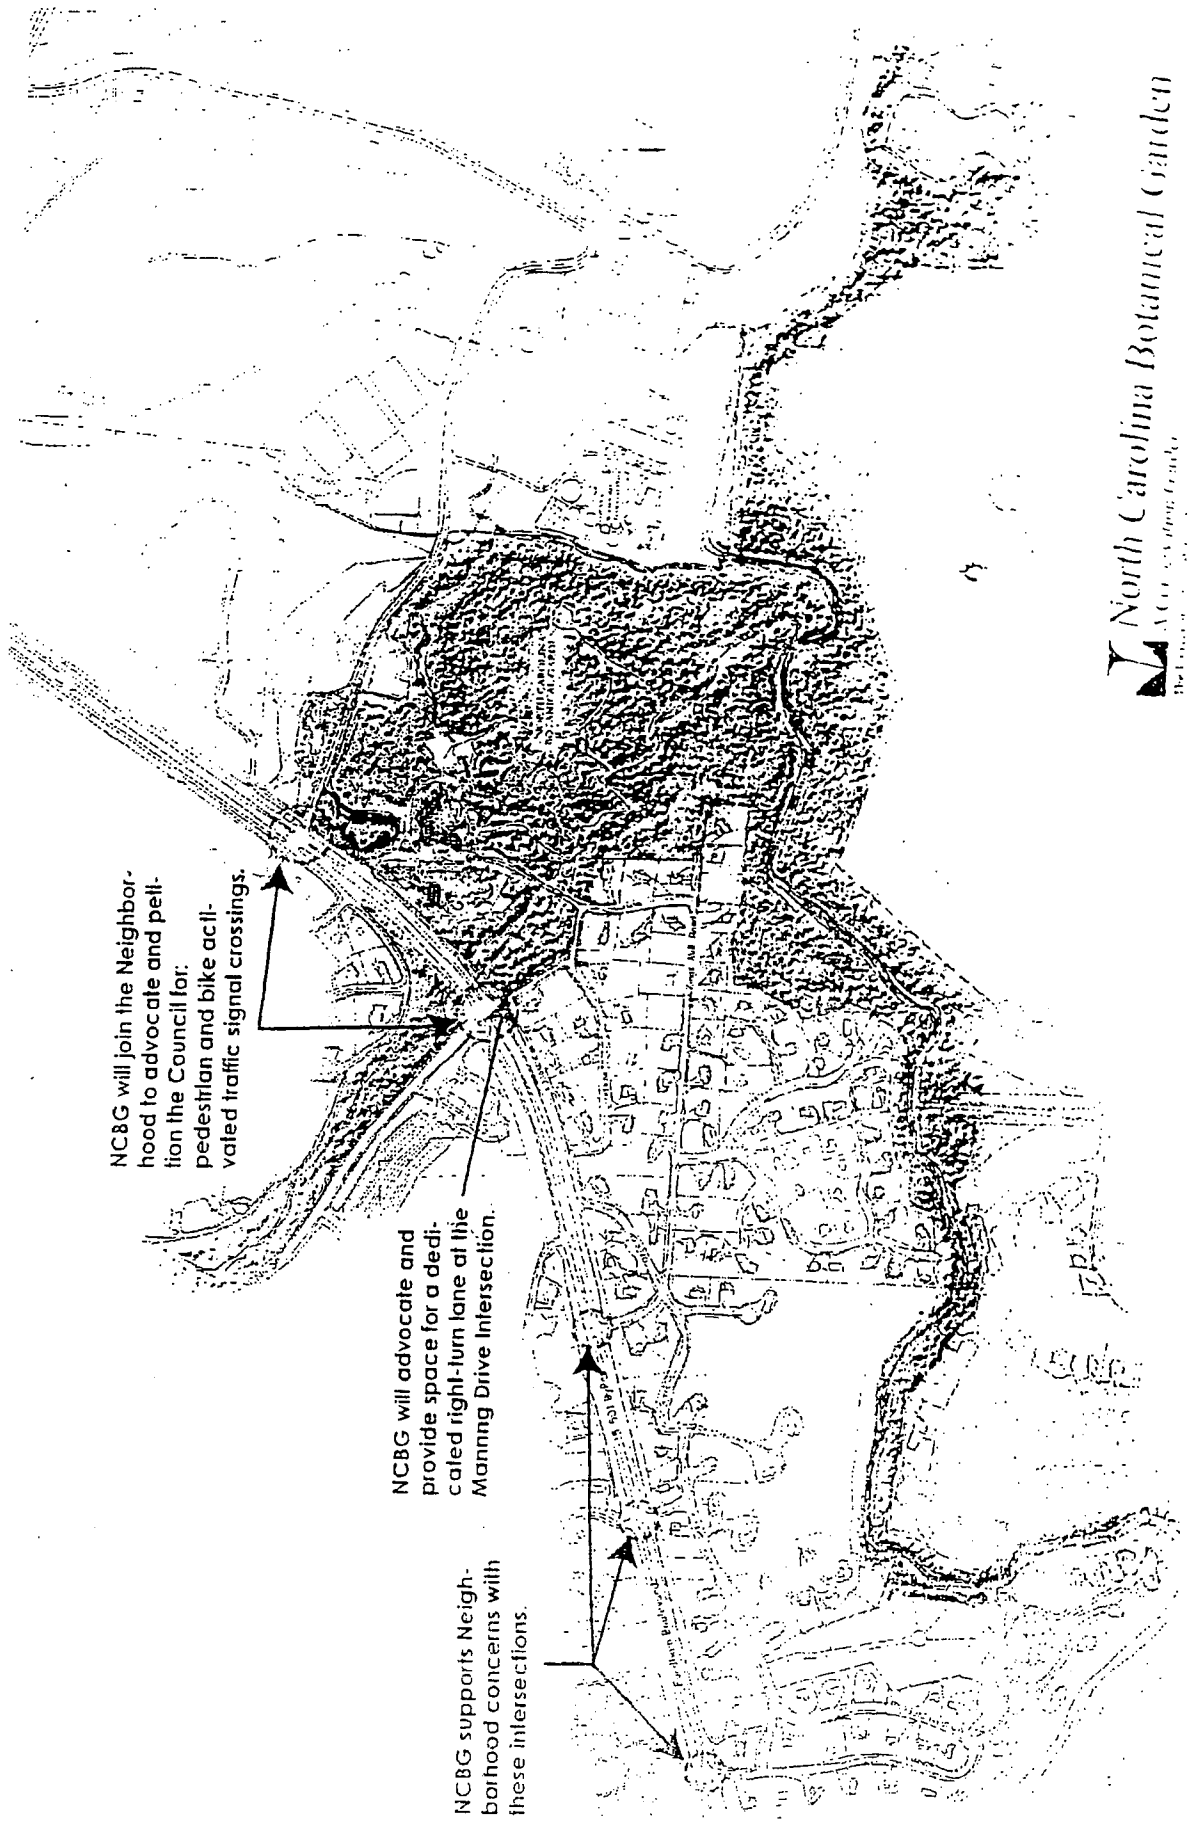 NCBG will join the Neighbor-
hood to advocate and peti-
tion the Council for:
pedestrian and bike acti-
vated traffic signal crossings.
NCBG will advocate and
provide space for a dedi-
cated right-turn lane at the
Mannng Drive Intersection.
NCBG supports Neigh-
borhood concerns with
these intersections.
North Carolina Botanical Garden